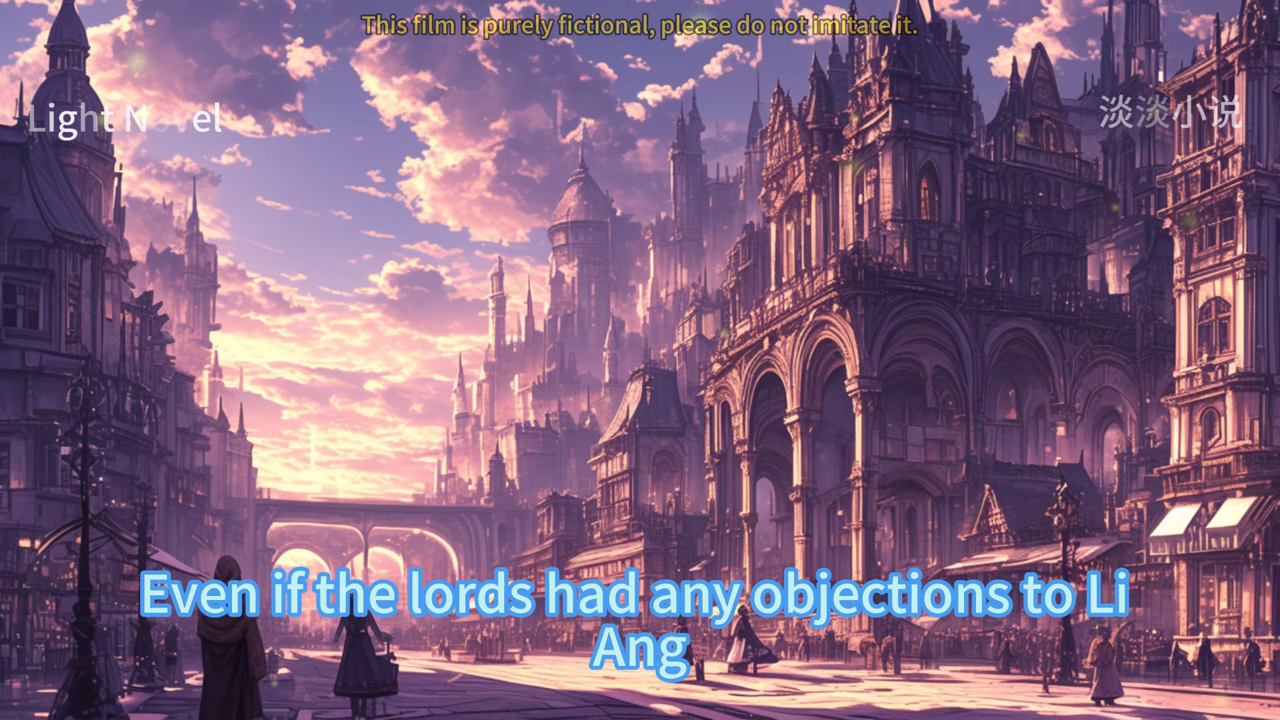 This film is purely fictional, please do not imitate it.
Light Novel
淡淡小说
Even if the lords had any objections to Li
Ang